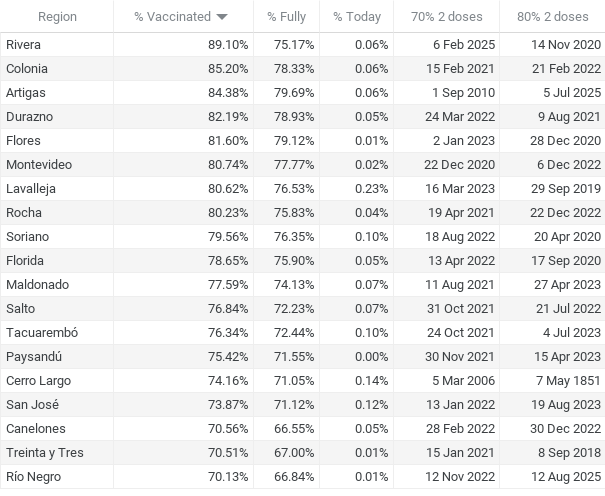 Region % Vaccinated % Fully % Today 70% 2 doses 80% 2 doses
Rivera 89.10% 75.17% 0.06% 6 Feb 2025 14 Nov 2020
Colonia 85.20% 78.33% 0.06% 15 Feb 2021 21 Feb 2022
Artigas 84.38% 79.69% 0.06% 1 Sep 2010 5 Jul 2025
Durazno 82.19% 78.93% 0.05% 24 Mar 2022 9 Aug 2021
Flores 81.60% 79.12% 0.01% 2 Jan 2023 28 Dec 2020
Montevideo 80.74% 77.77% 0.02% 22 Dec 2020 6 Dec 2022
Lavalleja 80.62% 76.53% 0.23% 16 Mar 2023 29 Sep 2019
Rocha 80.23% 75.83% 0.04% 19 Apr 2021 22 Dec 2022
Soriano 79.56% 76.35% 0.10% 18 Aug 2022 20 Apr 2020
Florida 78.65% 75.90% 0.05% 13 Apr 2022 17 Sep 2020
Maldonado 77.59% 74.13% 0.07% 11 Aug 2021 27 Apr 2023
Salto 76.84% 72.23% 0.07% 31 Oct 2021 21 Jul 2022
Tacuarembó 76.34% 72.44% 0.10% 24 Oct 2021 4 Jul 2023
Paysandú 75.42% 71.55% 0.00% 30 Nov 2021 15 Apr 2023
Cerro Largo 74.16% 71.05% 0.14% 5 Mar 2006 7 May 1851
San José 73.87% 71.12% 0.12% 13 Jan 2022 19 Aug 2023
Canelones 70.56% 66.55% 0.05% 28 Feb 2022 30 Dec 2022
Treinta y Tres 70.51% 67.00% 0.01% 15 Jan 2021 8 Sep 2018
Río Negro 70.13% 66.84% 0.01% 12 Nov 2022 12 Aug 2025